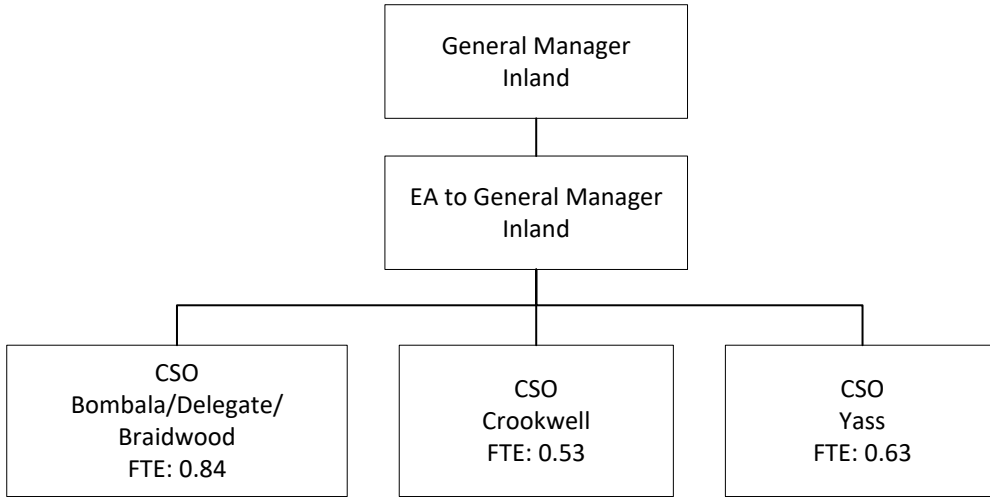 General Manager
Inland
EA to General Manager
Inland
CSO
Bombala/Delegate/
Braidwood
FTE: 0.84
CSO
Crookwell
FTE: 0.53
CSO
Yass
FTE: 0.63